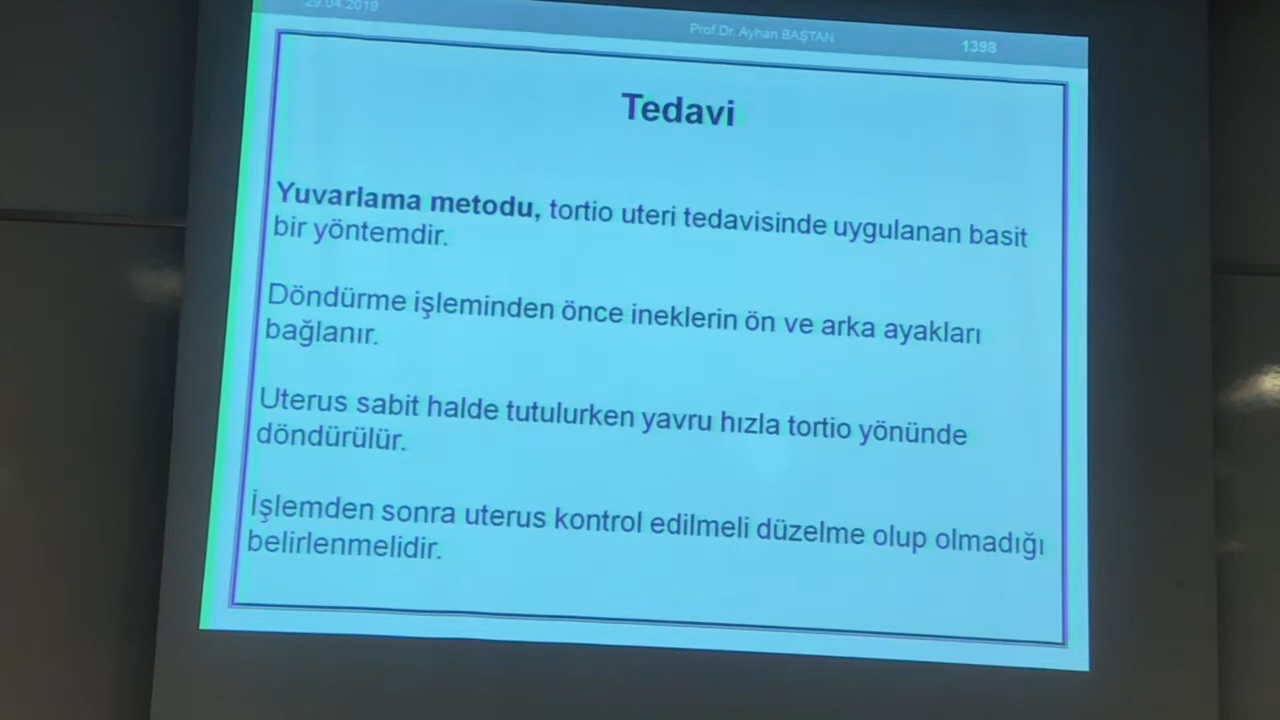 29.04.2019
Prof.Dr. Ayhan BAŞTAN
1398
Tedavi
Yuvarlama metodu, tortio uteri tedavisinde uygulanan basit
bir yöntemdir.
Döndürme işleminden önce ineklerin ön ve arka ayakları
bağlanır.
Uterus sabit halde tutulurken yavru hızla tortio yönünde
döndürülür.
İşlemden sonra uterus kontrol edilmeli düzelme olup olmadığı
belirlenmelidir.